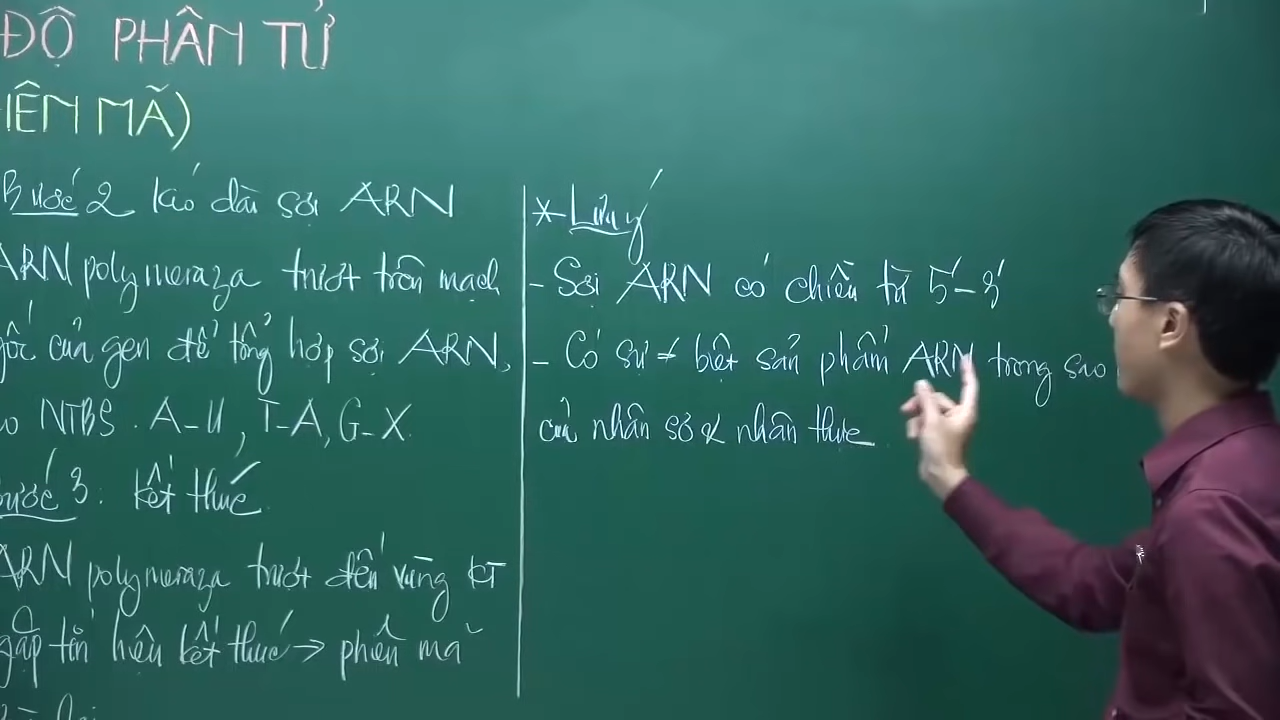 ĐỘ PHÂN TỬ
IÊN MÃ)
Bước 2 Kéo dài sợi ARN
ARN polymeraza trượt trên mạch
gốc của gen để tổng hợp sợi ARN,
NTBS. A-U, T-A, G-X
bước 3: kết thúc
ARN polymeraza trượt đến vùng KT
gặp tín hiệu kết thúc → phiên mã
* Lưu ý
- Sợi ARN có chiều từ 5'-3'
- Có sự ≠ biệt sản phẩm ARN trong sao
của nhân sơ & nhân thực